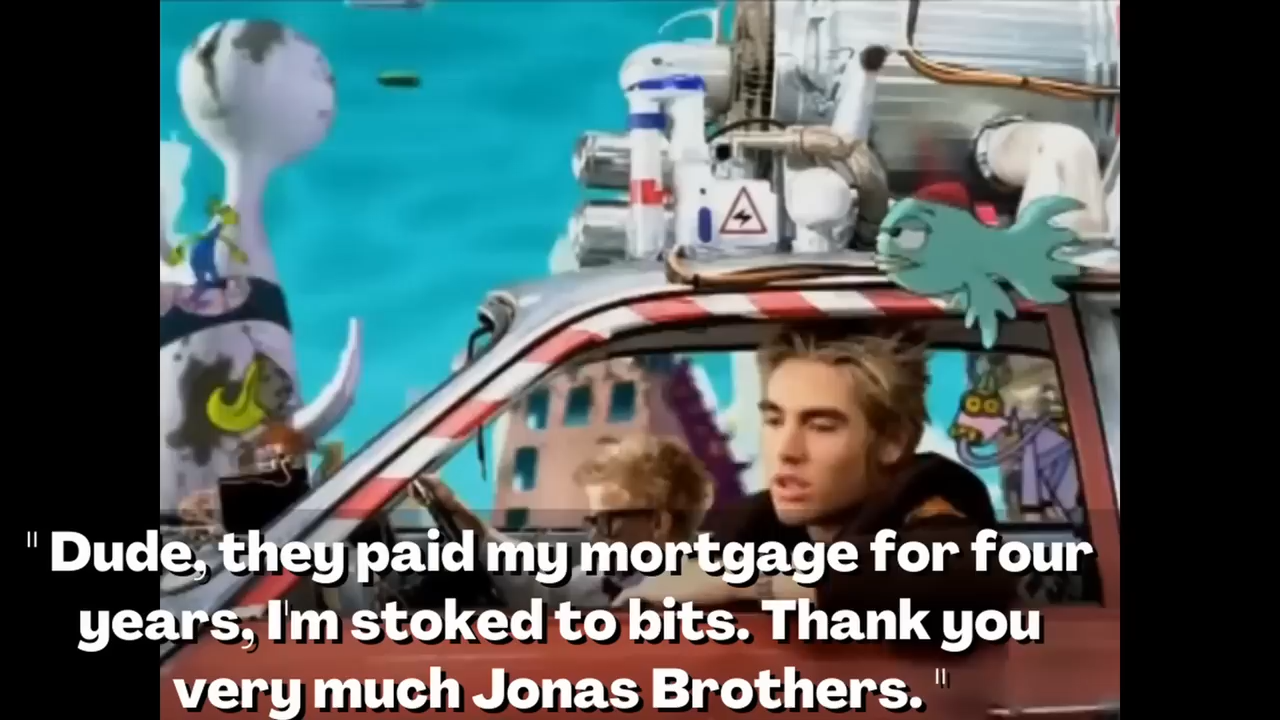 " Dude, they paid my mortgage for four
years, I'm stoked to bits. Thank you
very much Jonas Brothers. "